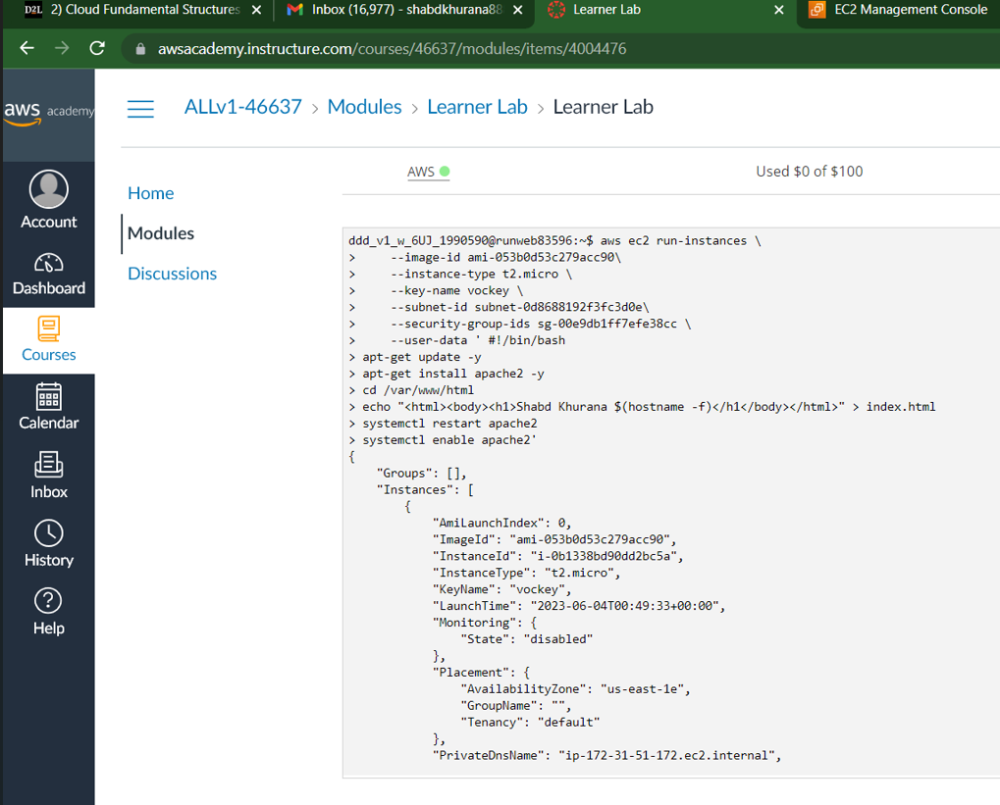 D2L 2) Cloud Fundamental Structures × Inbox (16,977) - shabdkhurana88 × Learner Lab × EC2 Management Console
awsacademy.instructure.com/courses/46637/modules/items/4004476
aws academy
ALLv1-46637 > Modules > Learner Lab > Learner Lab
Account
Dashboard
Courses
Calendar
Inbox
History
Help
Home
Modules
Discussions
AWS
Used $0 of $100
ddd_v1_w_6UJ_1990590@runweb83596:~$ aws ec2 run-instances \
>     --image-id ami-053b0d53c279acc90\
>     --instance-type t2.micro \
>     --key-name vockey \
>     --subnet-id subnet-0d8688192f3fc3d0e\
>     --security-group-ids sg-00e9db1ff7efe38cc \
>     --user-data ' #!/bin/bash
> apt-get update -y
> apt-get install apache2 -y
> cd /var/www/html
> echo "<html><body><h1>Shabd Khurana $(hostname -f)</h1></body></html>" > index.html
> systemctl restart apache2
> systemctl enable apache2'
{
    "Groups": [],
    "Instances": [
        {
            "AmiLaunchIndex": 0,
            "ImageId": "ami-053b0d53c279acc90",
            "InstanceId": "i-0b1338bd90dd2bc5a",
            "InstanceType": "t2.micro",
            "KeyName": "vockey",
            "LaunchTime": "2023-06-04T00:49:33+00:00",
            "Monitoring": {
                "State": "disabled"
            },
            "Placement": {
                "AvailabilityZone": "us-east-1e",
                "GroupName": "",
                "Tenancy": "default"
            },
            "PrivateDnsName": "ip-172-31-51-172.ec2.internal",